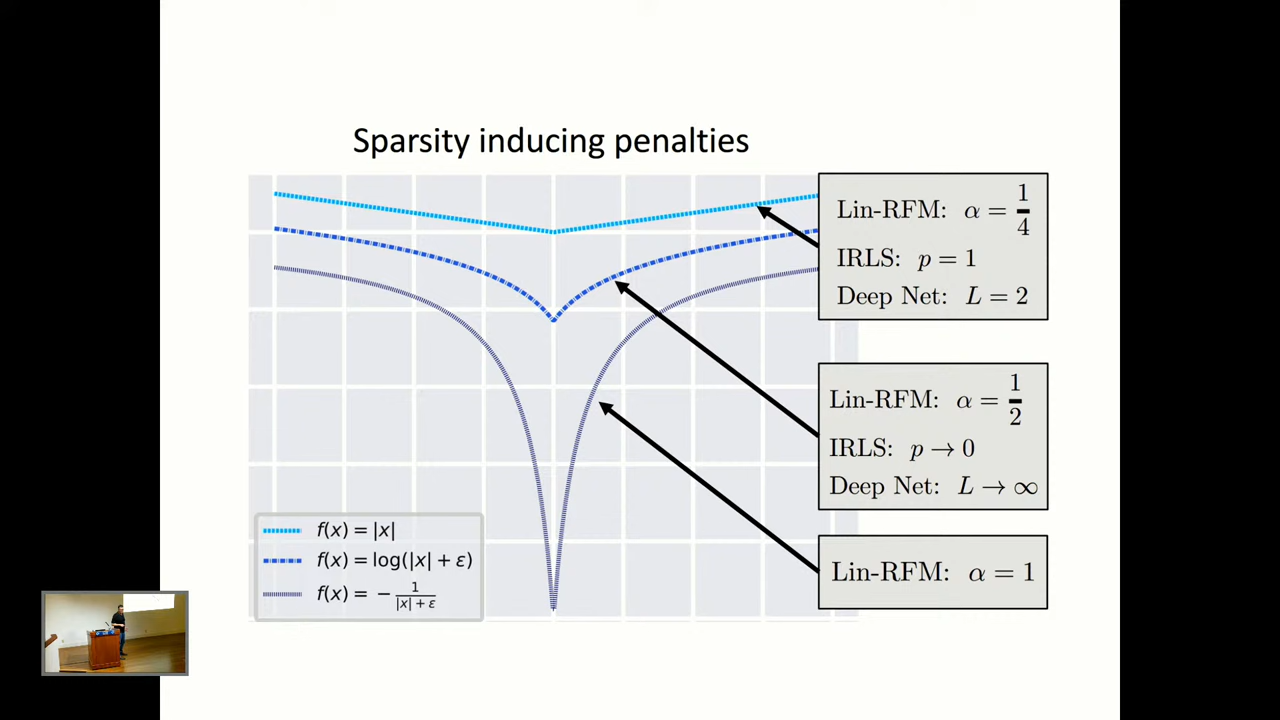 Sparsity inducing penalties
Lin-RFM: α = 1/4
IRLS: p = 1
Deep Net: L = 2
Lin-RFM: α = 1/2
IRLS: p → 0
Deep Net: L → ∞
Lin-RFM: α = 1
f(x) = |x|
f(x) = log(|x| + ε)
f(x) = − 1/(|x| + ε)